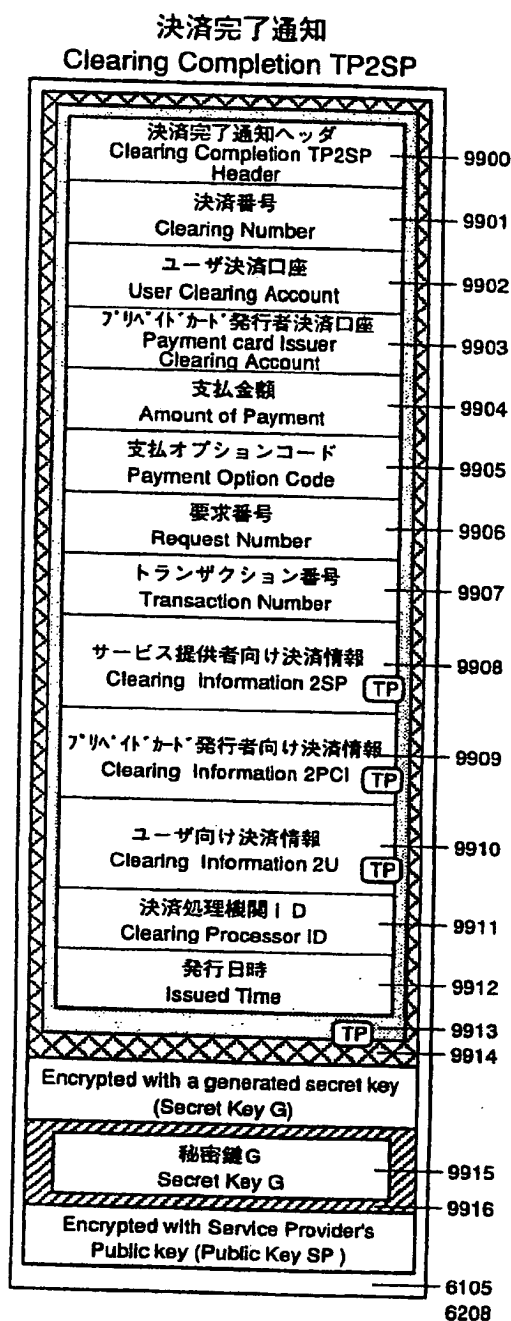 決済完了通知
Clearing Completion TP2SP
決済完了通知ヘッダ
Clearing Completion TP2SP
Header
9900
決済番号
Clearing Number
9901
ユーザ決済口座
User Clearing Account
9902
プリペイドカード発行者決済口座
Payment card Issuer
Clearing Account
9903
支払金額
Amount of Payment
9904
支払オプションコード
Payment Option Code
9905
要求番号
Request Number
9906
トランザクション番号
Transaction Number
9907
サービス提供者向け決済情報
Clearing Information 2SP
TP
9908
プリペイドカード発行者向け決済情報
Clearing Information 2PCI
TP
9909
ユーザ向け決済情報
Clearing Information 2U
TP
9910
決済処理機関ID
Clearing Processor ID
9911
発行日時
Issued Time
9912
TP
9913
9914
Encrypted with a generated secret key
(Secret Key G)
秘密鍵G
Secret Key G
9915
9916
Encrypted with Service Provider's
Public key (Public Key SP )
6105
6208